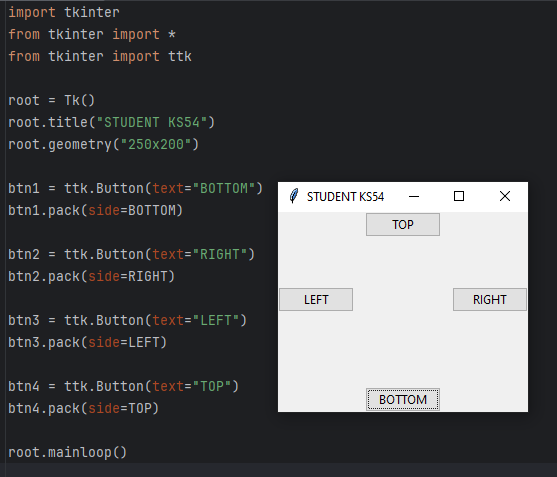 import tkinter
from tkinter import *
from tkinter import ttk
root = Tk()
root.title("STUDENT KS54")
root.geometry("250x200")
btn1 = ttk.Button(text="BOTTOM")
btn1.pack(side=BOTTOM)
btn2 = ttk.Button(text="RIGHT")
btn2.pack(side=RIGHT)
btn3 = ttk.Button(text="LEFT")
btn3.pack(side=LEFT)
btn4 = ttk.Button(text="TOP")
btn4.pack(side=TOP)
root.mainloop()
STUDENT KS54
TOP
LEFT RIGHT
BOTTOM